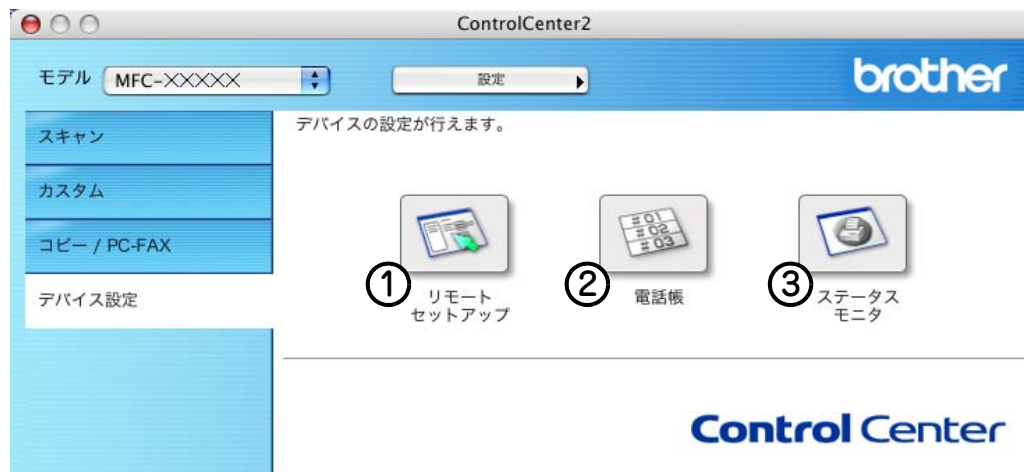 ControlCenter2
モデル MFC-XXXXX 設定 brother
スキャン
カスタム
コピー / PC-FAX
デバイス設定
デバイスの設定が行えます。
#01
#02
#03
① リモート
セットアップ
② 電話帳
③ ステータス
モニタ
Control Center